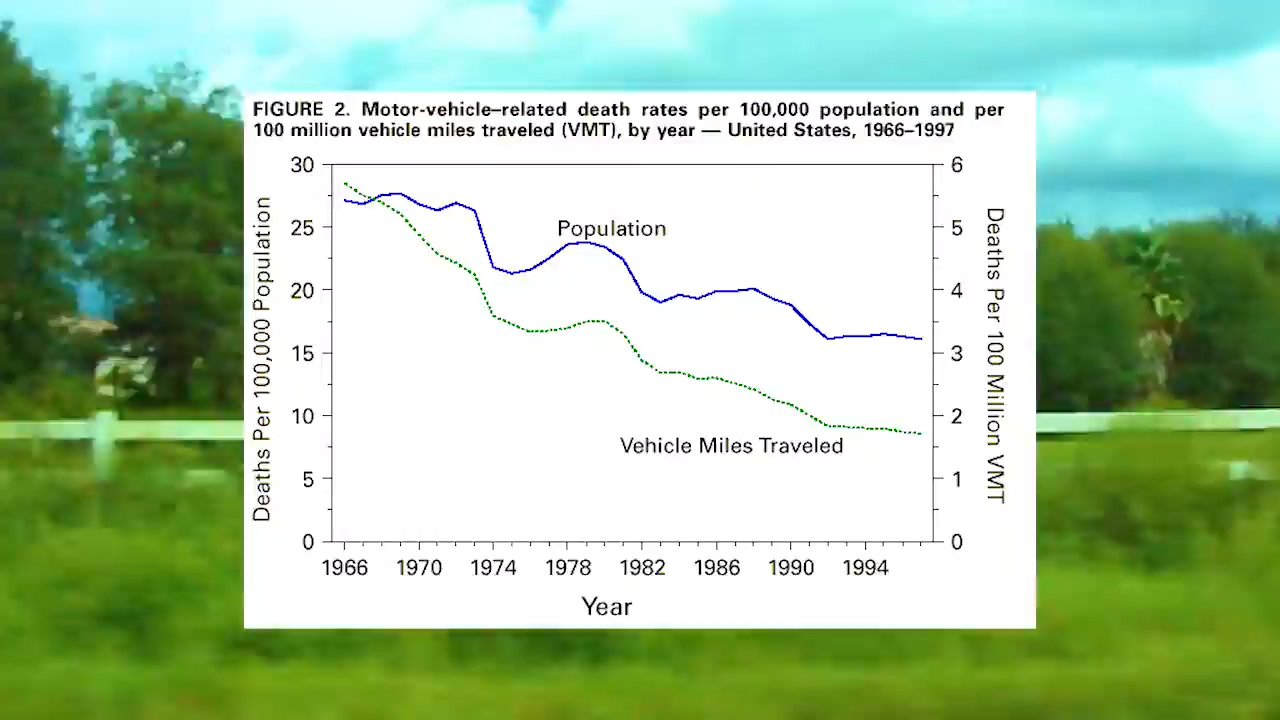 FIGURE 2. Motor-vehicle–related death rates per 100,000 population and per
100 million vehicle miles traveled (VMT), by year — United States, 1966–1997
30
25
20
15
10
5
0
Deaths Per 100,000 Population
6
5
4
3
2
1
0
Deaths Per 100 Million VMT
Population
Vehicle Miles Traveled
1966 1970 1974 1978 1982 1986 1990 1994
Year